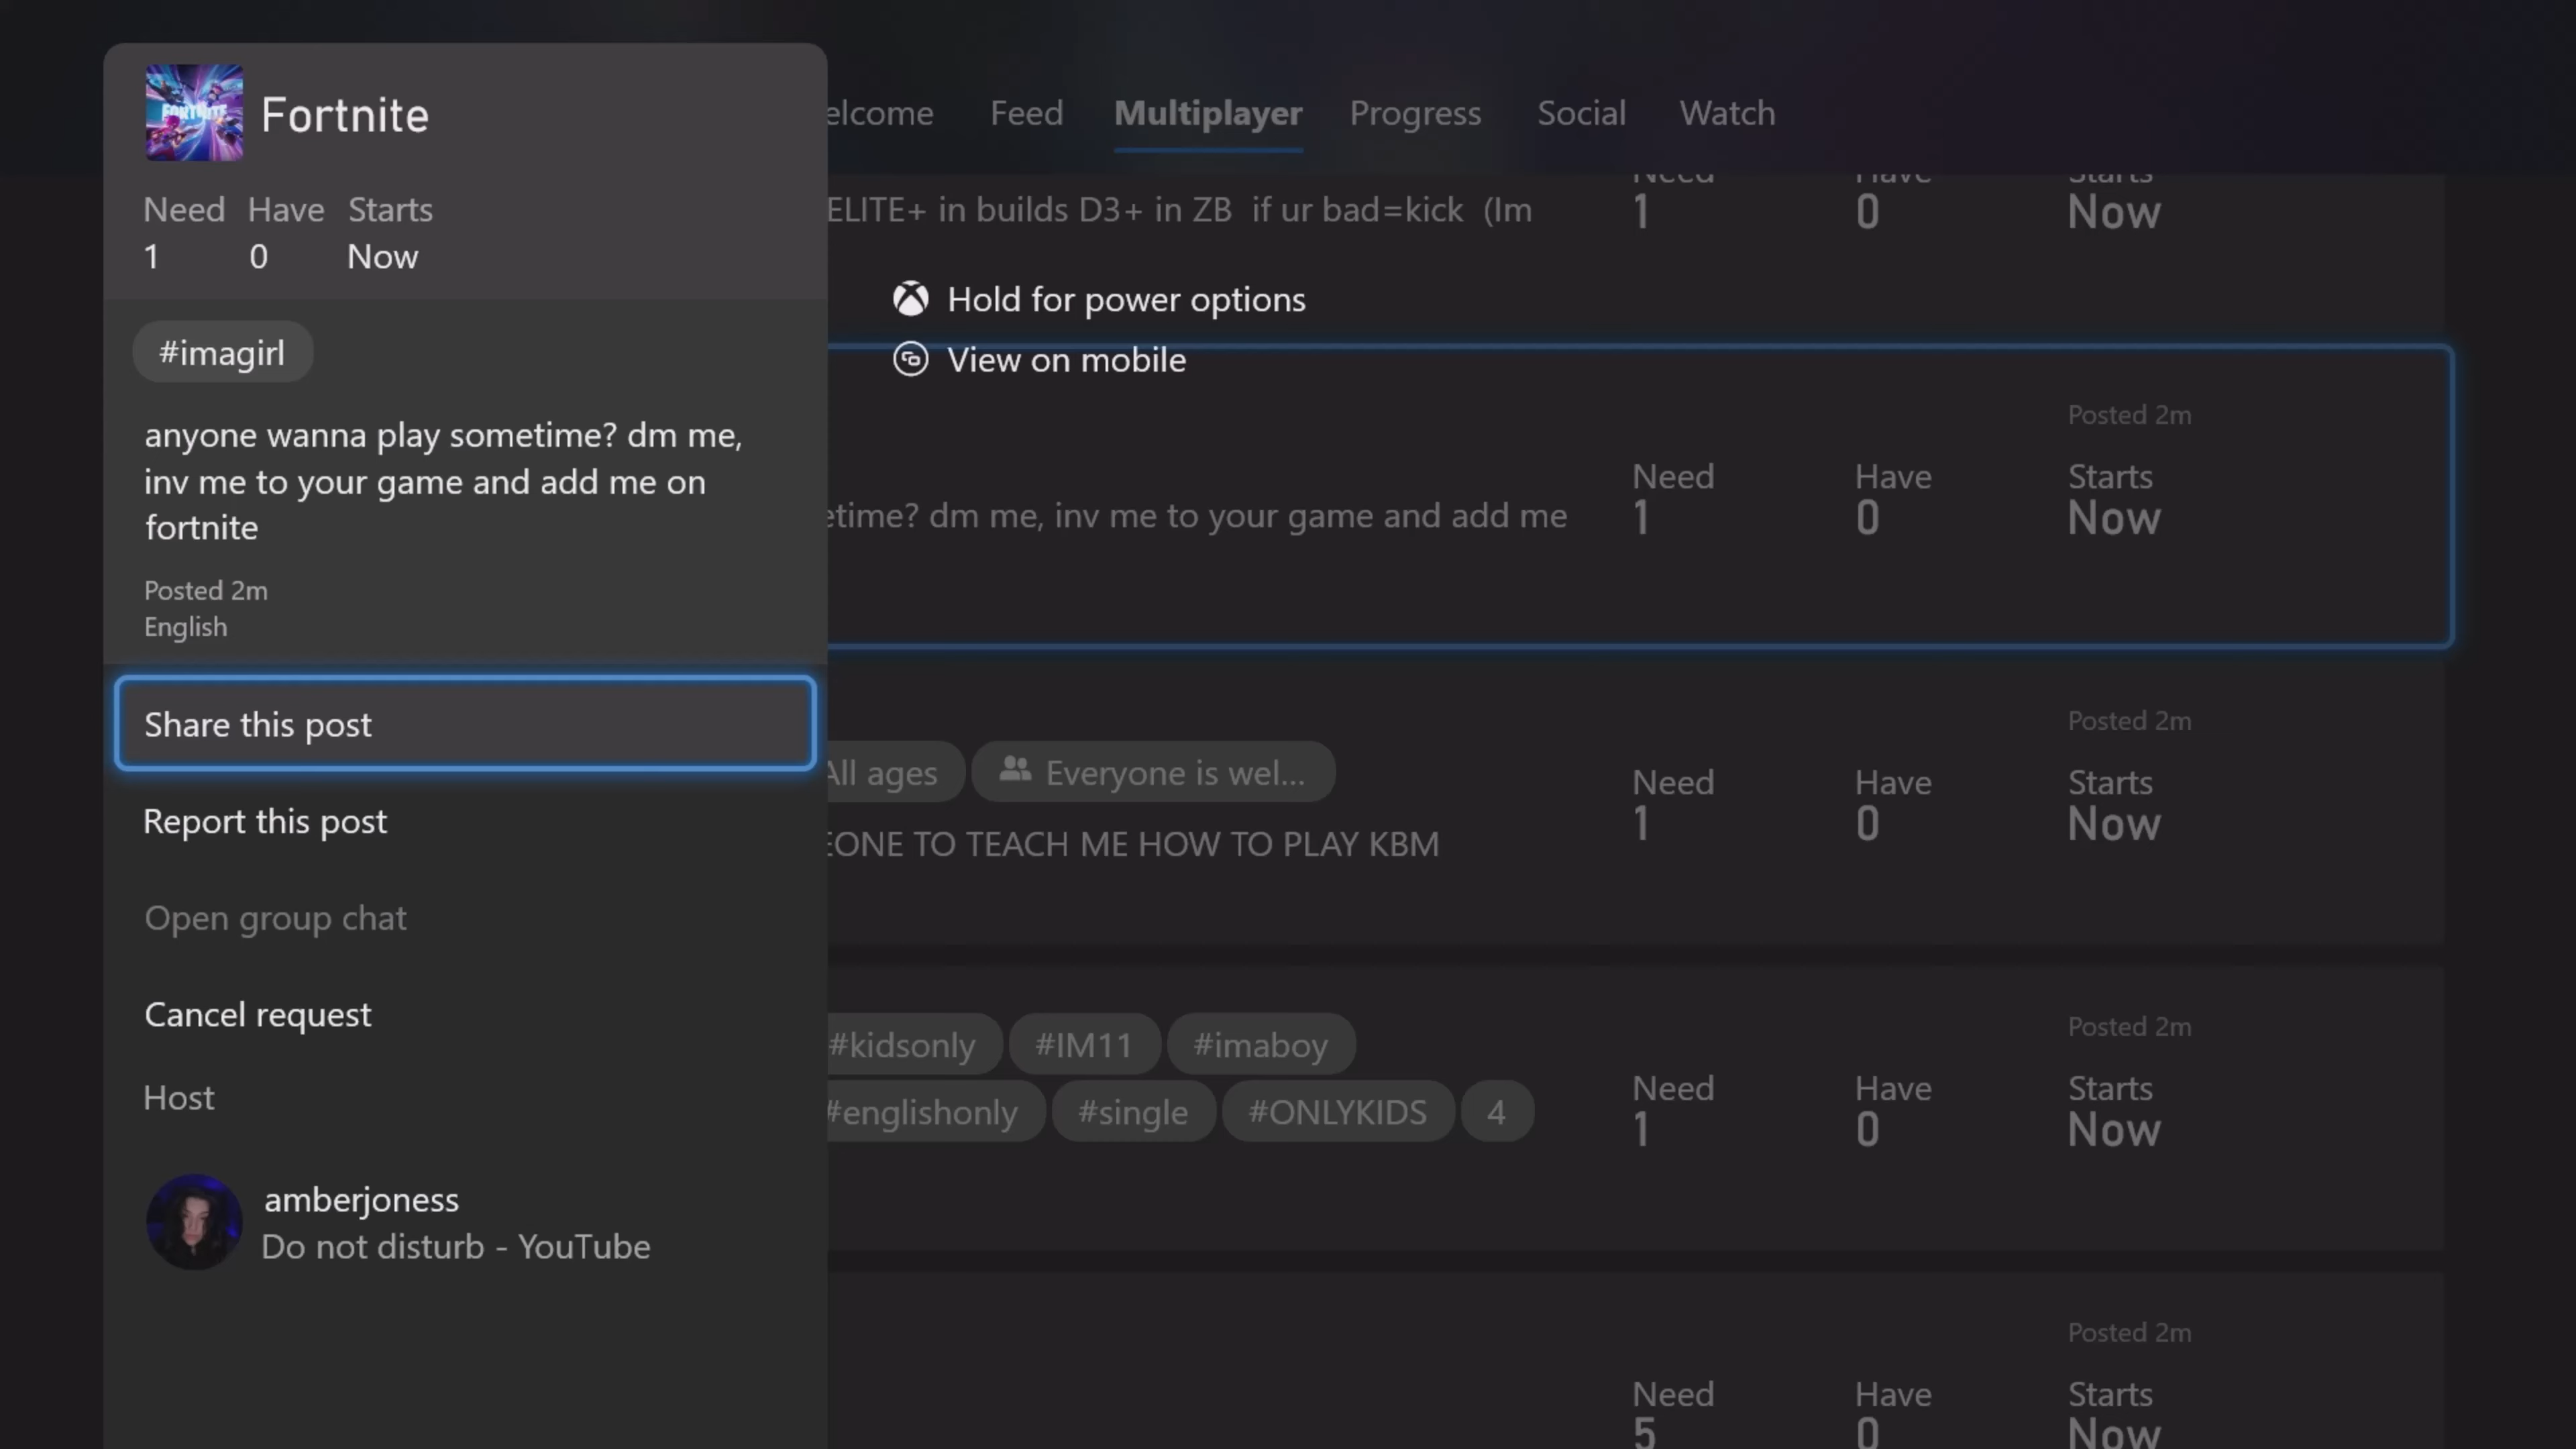 Fortnite
Need Have Starts
1 0 Now
#imagirl
anyone wanna play sometime? dm me,
inv me to your game and add me on
fortnite
Posted 2m
English
Share this post
Report this post
Open group chat
Cancel request
Host
amberjoness
Do not disturb - YouTube
elcome Feed Multiplayer Progress Social Watch
Need Have Starts
ELITE+ in builds D3+ in ZB if ur bad=kick (Im 1 0 Now
Hold for power options
View on mobile
Posted 2m
Need Have Starts
etime? dm me, inv me to your game and add me 1 0 Now
Posted 2m
All ages Everyone is wel... Need Have Starts
1 0 Now
EONE TO TEACH ME HOW TO PLAY KBM
Posted 2m
#kidsonly #IM11 #imaboy
Need Have Starts
#englishonly #single #ONLYKIDS 4 1 0 Now
Posted 2m
Need Have Starts
5 0 Now